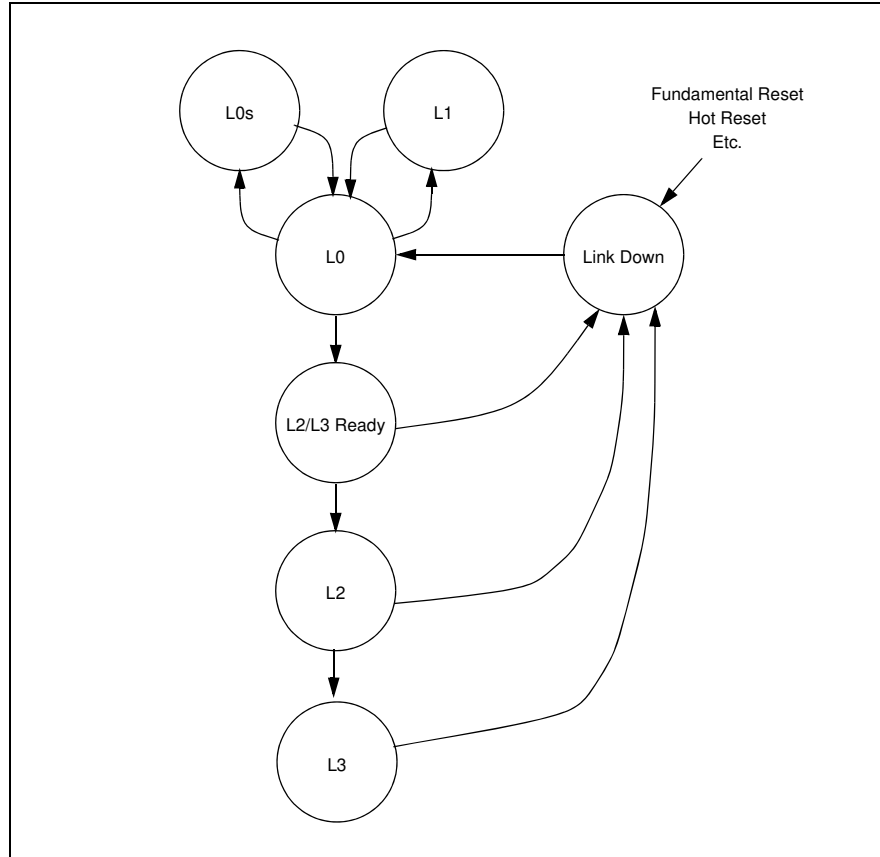 L0s
L1
Fundamental Reset
Hot Reset
Etc.
L0
Link Down
L2/L3 Ready
L2
L3